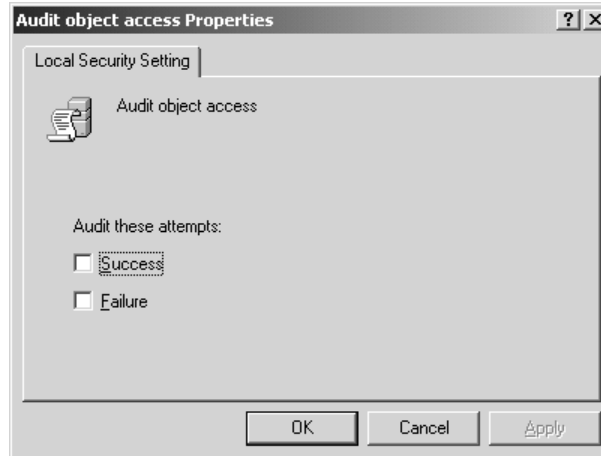 Audit object access Properties
Local Security Setting
Audit object access
Audit these attempts:
Success
Failure
OK Cancel Apply